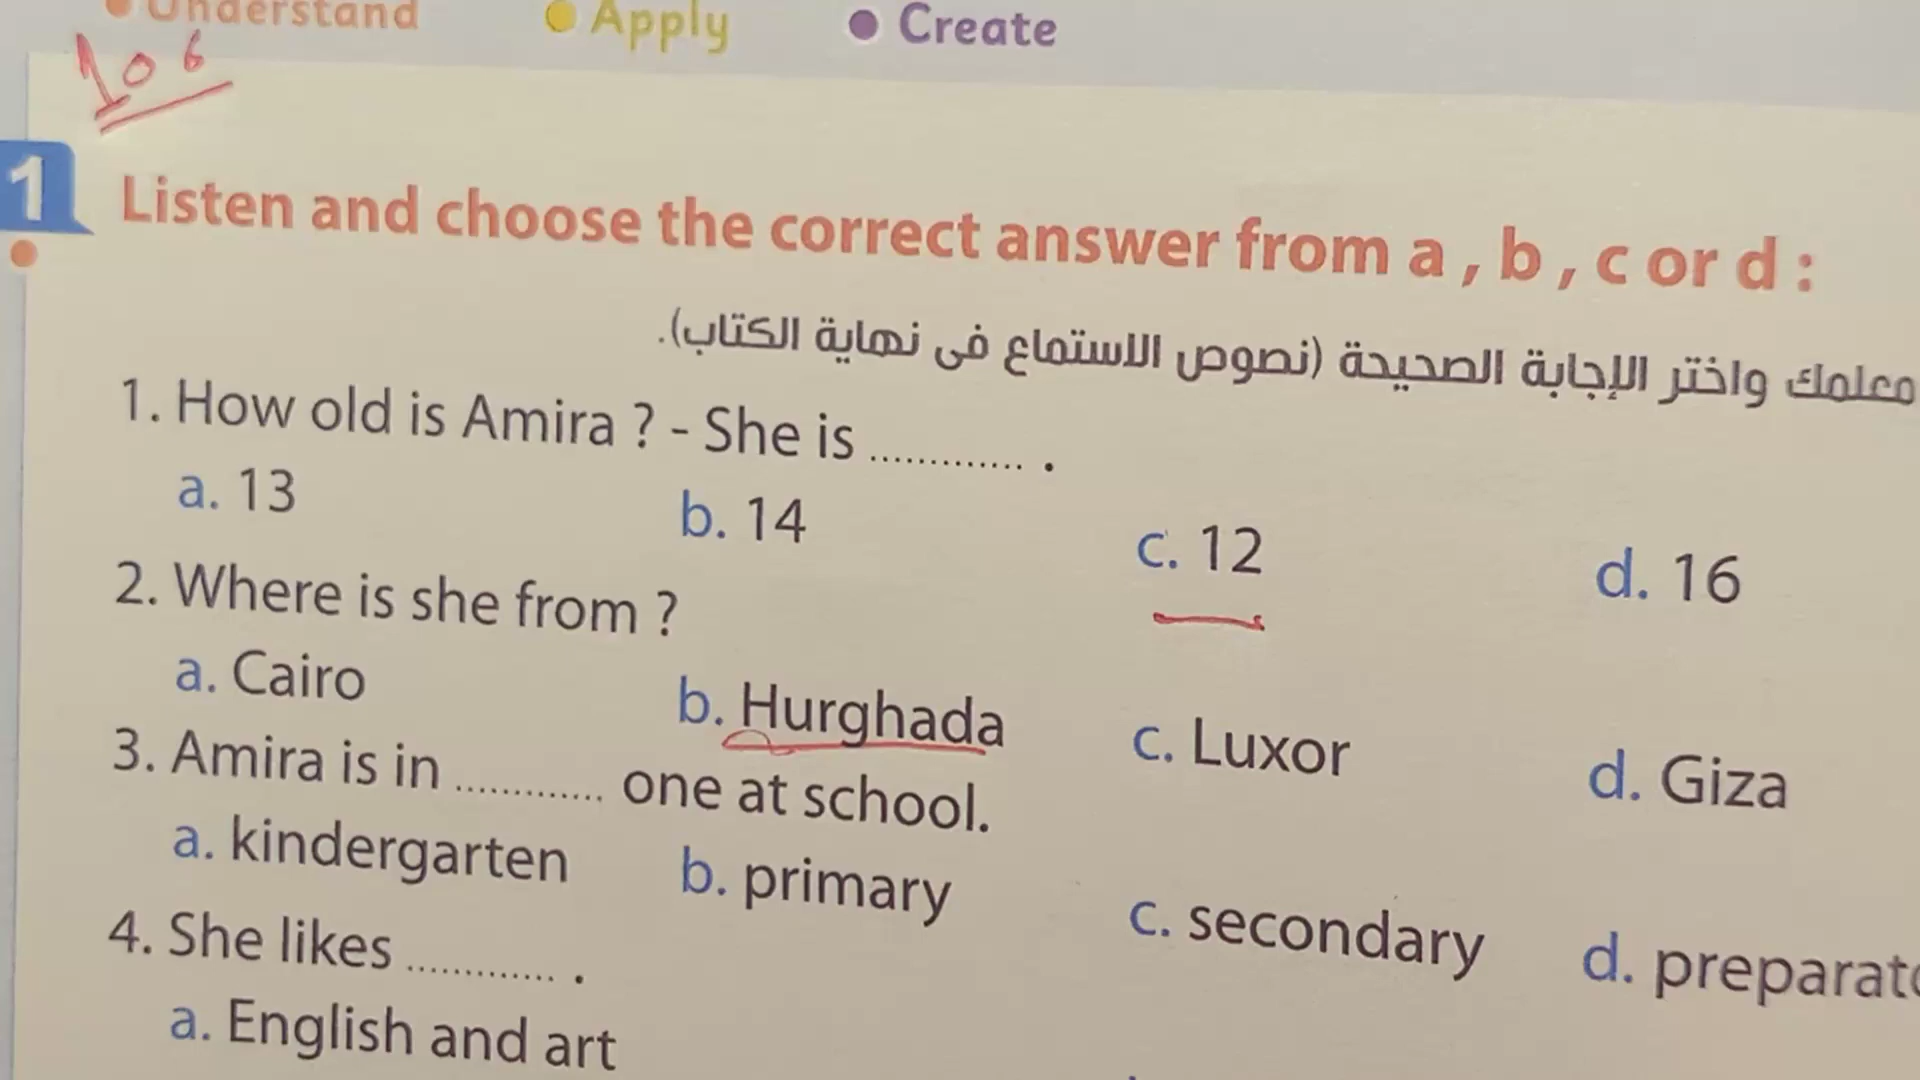 Understand Apply Create
106
1 Listen and choose the correct answer from a , b , c or d :
معلمك واختر الإجابة الصحيحة (نصوص الاستماع فى نهاية الكتاب).
1. How old is Amira ? - She is ............. .
a. 13 b. 14 c. 12 d. 16
2. Where is she from ?
a. Cairo b. Hurghada c. Luxor d. Giza
3. Amira is in ............. one at school.
a. kindergarten b. primary c. secondary d. preparato
4. She likes ............. .
a. English and art